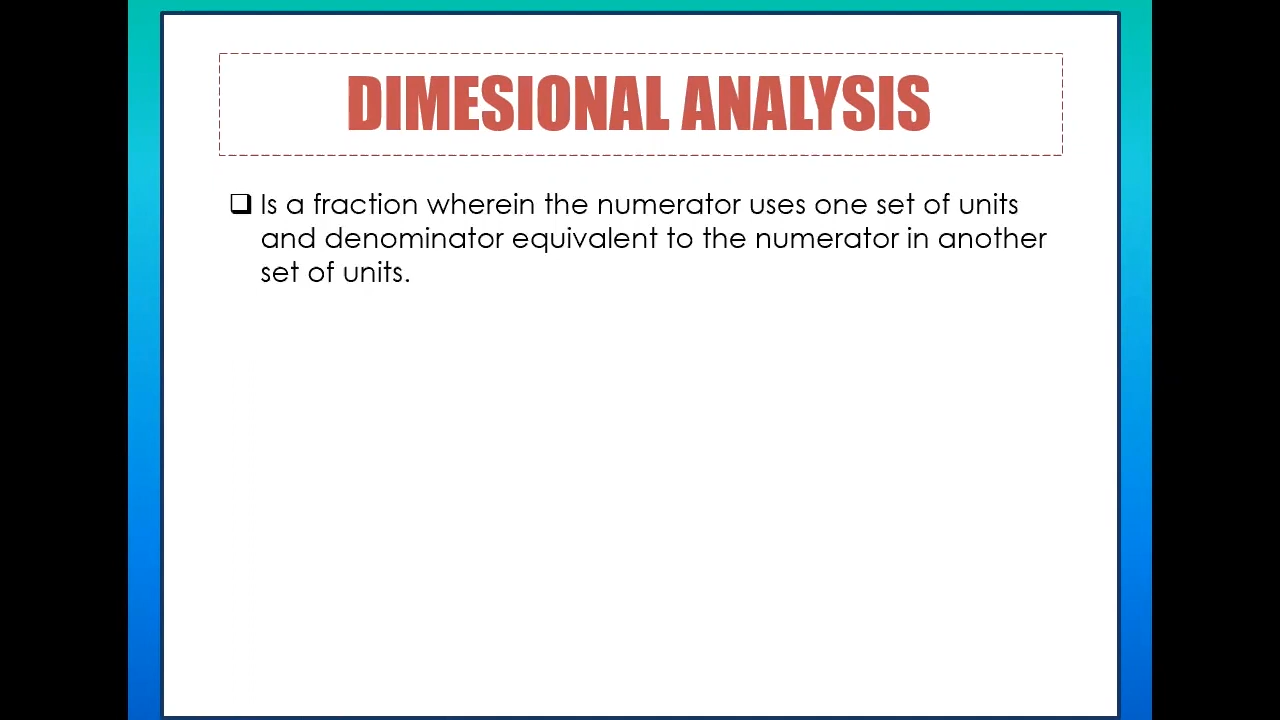 DIMESIONAL ANALYSIS
Is a fraction wherein the numerator uses one set of units
and denominator equivalent to the numerator in another
set of units.